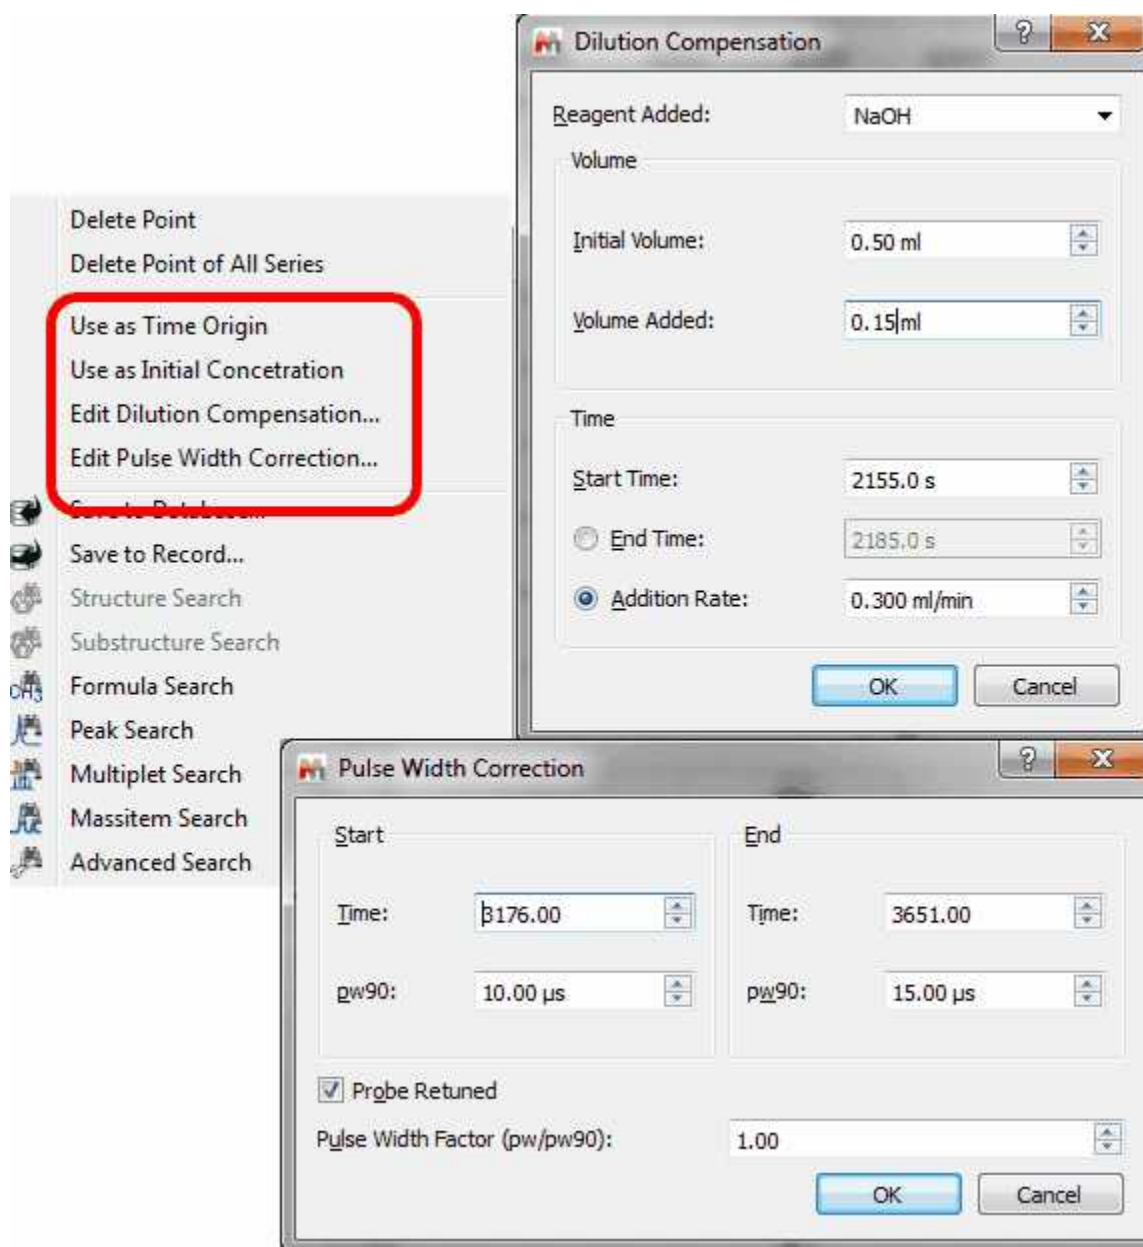 Delete Point
Delete Point of All Series
Use as Time Origin
Use as Initial Concetration
Edit Dilution Compensation...
Edit Pulse Width Correction...
Save to Database...
Save to Record...
Structure Search
Substructure Search
Formula Search
Peak Search
Multiplet Search
Massitem Search
Advanced Search
Dilution Compensation
Reagent Added: NaOH
Volume
Initial Volume: 0.50 ml
Volume Added: 0.15 ml
Time
Start Time: 2155.0 s
End Time: 2185.0 s
Addition Rate: 0.300 ml/min
OK Cancel
Pulse Width Correction
Start End
Time: 3176.00 Time: 3651.00
pw90: 10.00 µs pw90: 15.00 µs
Probe Retuned
Pulse Width Factor (pw/pw90): 1.00
OK Cancel